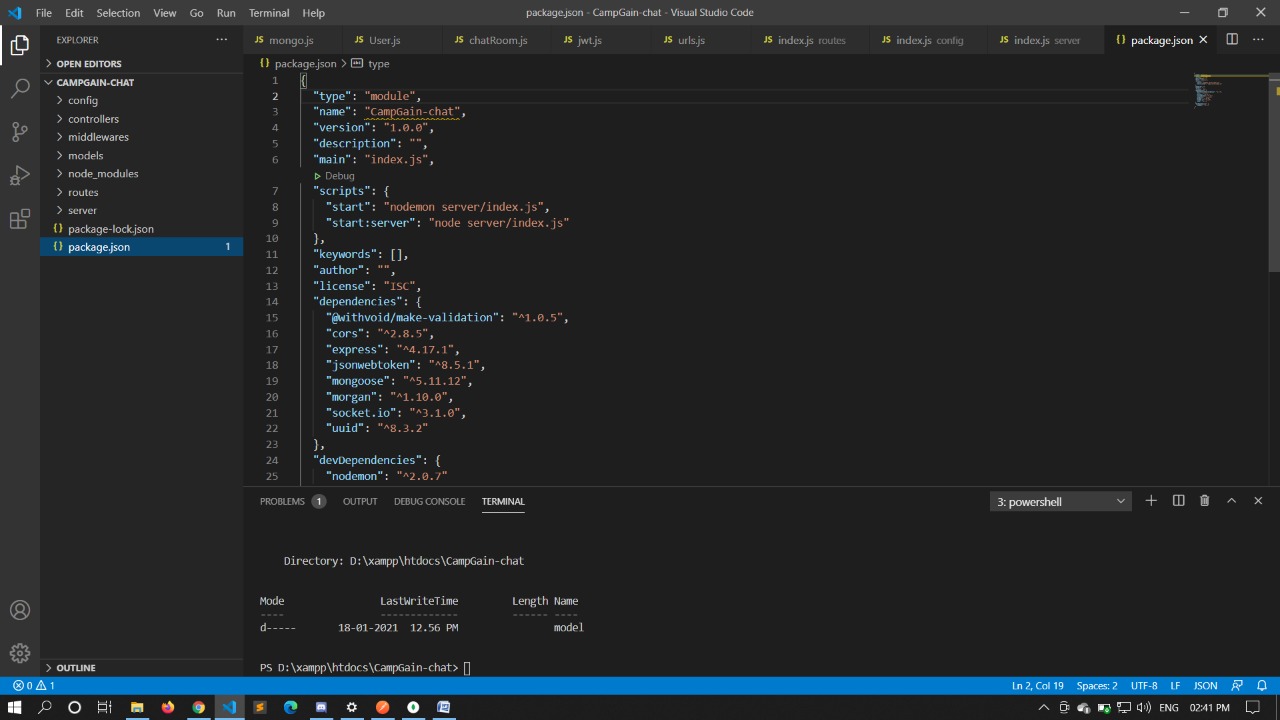 File Edit Selection View Go Run Terminal Help package.json - CampGain-chat - Visual Studio Code
EXPLORER
OPEN EDITORS
CAMPGAIN-CHAT
config
controllers
middlewares
models
node_modules
routes
server
package-lock.json
package.json 1
OUTLINE
JS mongo.js JS User.js JS chatRoom.js JS jwt.js JS urls.js JS index.js routes JS index.js config JS index.js server {} package.json
{} package.json > type
1 {
2 "type": "module",
3 "name": "CampGain-chat",
4 "version": "1.0.0",
5 "description": "",
6 "main": "index.js",
Debug
7 "scripts": {
8 "start": "nodemon server/index.js",
9 "start:server": "node server/index.js"
10 },
11 "keywords": [],
12 "author": "",
13 "license": "ISC",
14 "dependencies": {
15 "@withvoid/make-validation": "^1.0.5",
16 "cors": "^2.8.5",
17 "express": "^4.17.1",
18 "jsonwebtoken": "^8.5.1",
19 "mongoose": "^5.11.12",
20 "morgan": "^1.10.0",
21 "socket.io": "^3.1.0",
22 "uuid": "^8.3.2"
23 },
24 "devDependencies": {
25 "nodemon": "^2.0.7"
PROBLEMS 1 OUTPUT DEBUG CONSOLE TERMINAL 3: powershell
Directory: D:\xampp\htdocs\CampGain-chat
Mode LastWriteTime Length Name
---- ------------- ------ ----
d----- 18-01-2021 12.56 PM model
PS D:\xampp\htdocs\CampGain-chat>
0 1 Ln 2, Col 19 Spaces: 2 UTF-8 LF JSON
ENG 02:41 PM